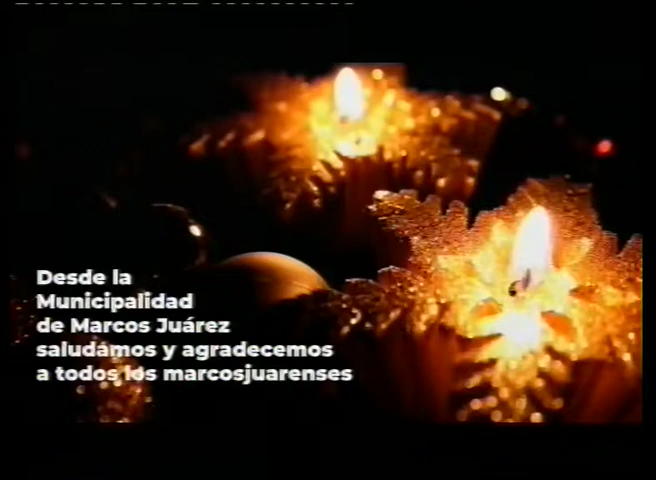 Desde la
Municipalidad
de Marcos Juárez
saludamos y agradecemos
a todos los marcosjuarenses